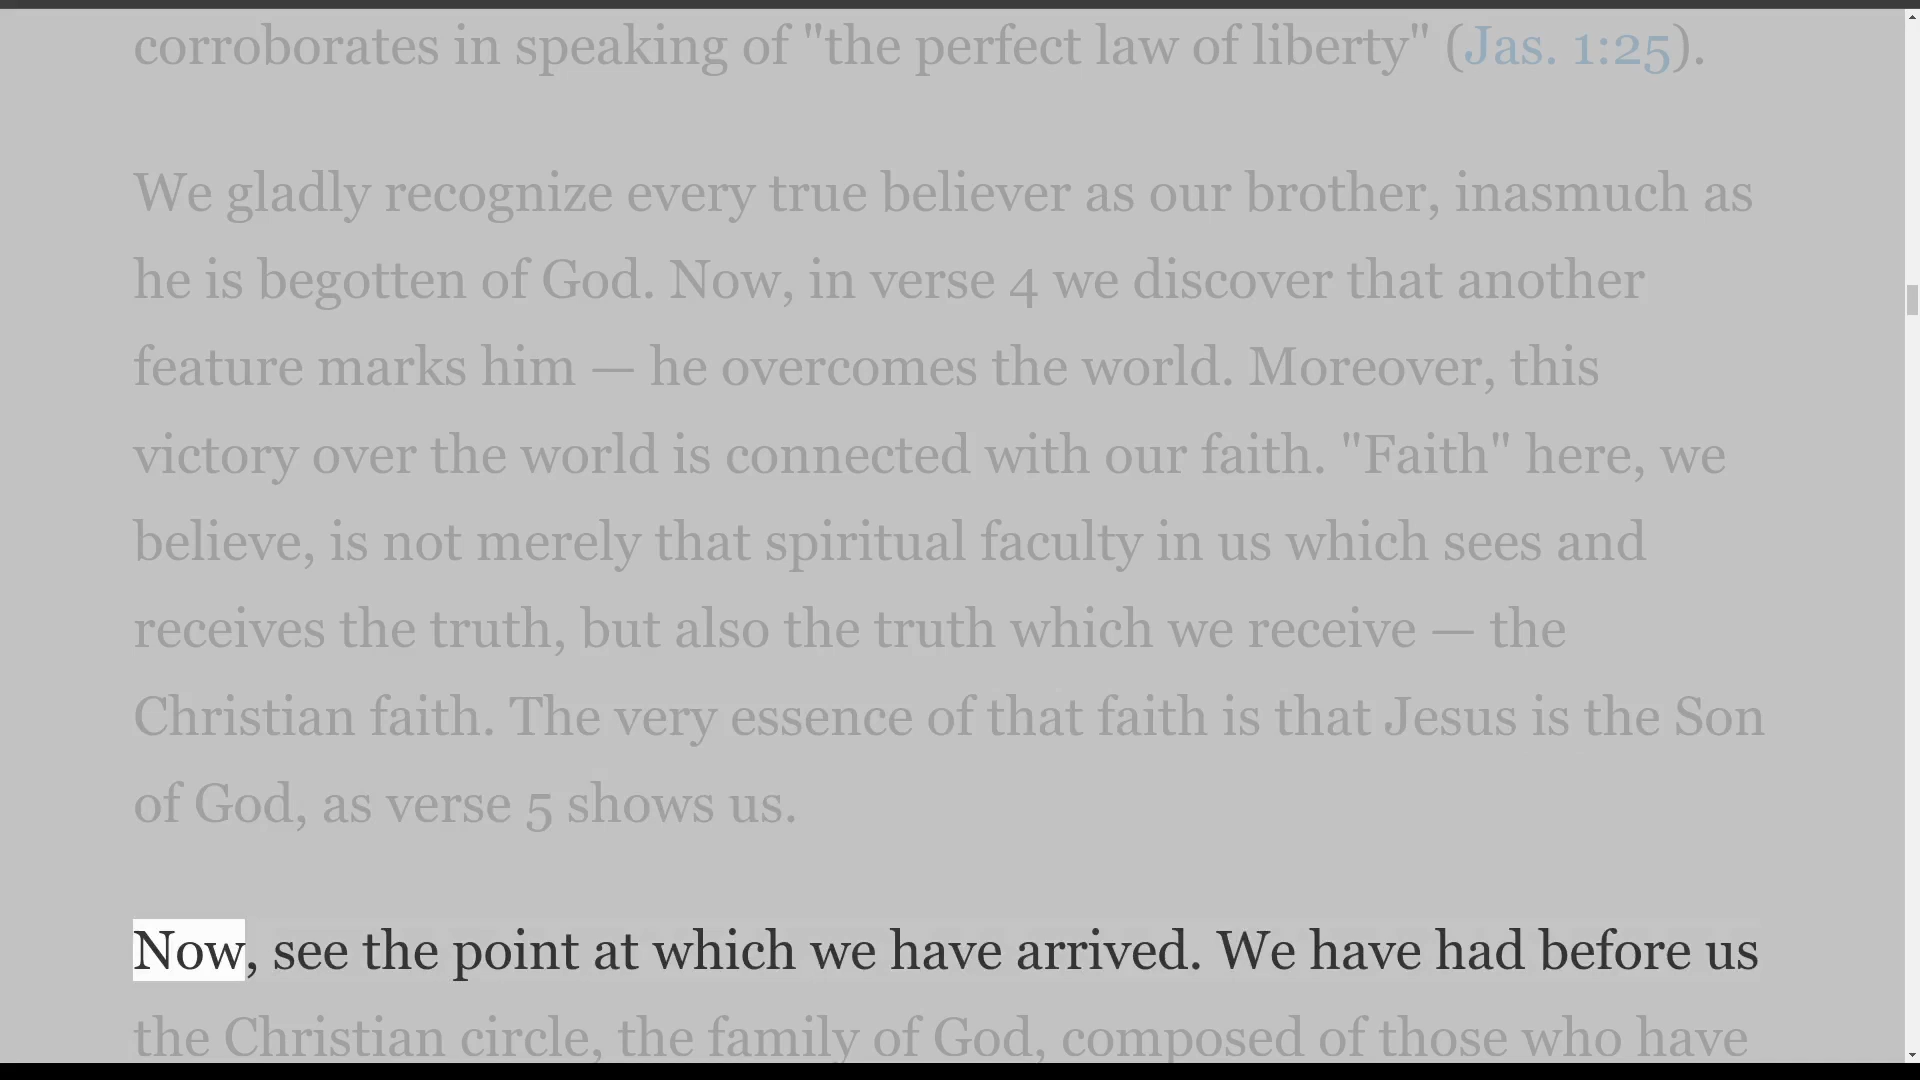 corroborates in speaking of "the perfect law of liberty" (Jas. 1:25).
We gladly recognize every true believer as our brother, inasmuch as
he is begotten of God. Now, in verse 4 we discover that another
feature marks him — he overcomes the world. Moreover, this
victory over the world is connected with our faith. "Faith" here, we
believe, is not merely that spiritual faculty in us which sees and
receives the truth, but also the truth which we receive — the
Christian faith. The very essence of that faith is that Jesus is the Son
of God, as verse 5 shows us.
Now, see the point at which we have arrived. We have had before us
the Christian circle, the family of God, composed of those who have